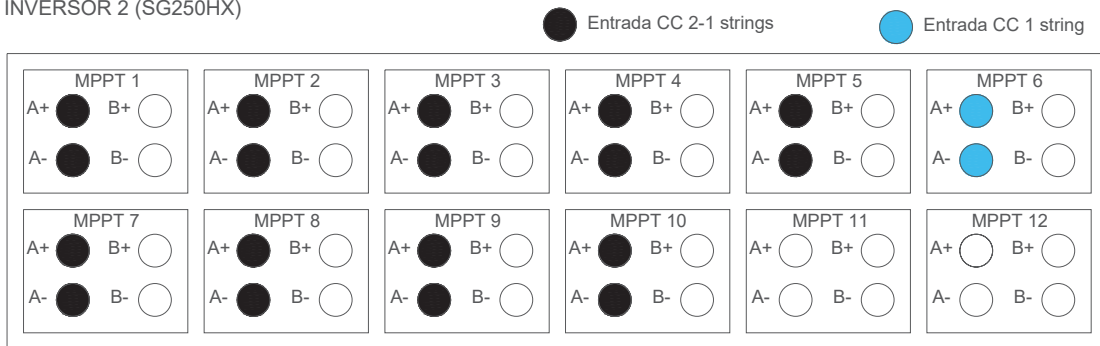 INVERSOR 2 (SG250HX)
Entrada CC 2-1 strings
Entrada CC 1 string
MPPT 1 MPPT 2 MPPT 3 MPPT 4 MPPT 5 MPPT 6
A+ B+ A+ B+ A+ B+ A+ B+ A+ B+ A+ B+
A- B- A- B- A- B- A- B- A- B- A- B-
MPPT 7 MPPT 8 MPPT 9 MPPT 10 MPPT 11 MPPT 12
A+ B+ A+ B+ A+ B+ A+ B+ A+ B+ A+ B+
A- B- A- B- A- B- A- B- A- B- A- B-